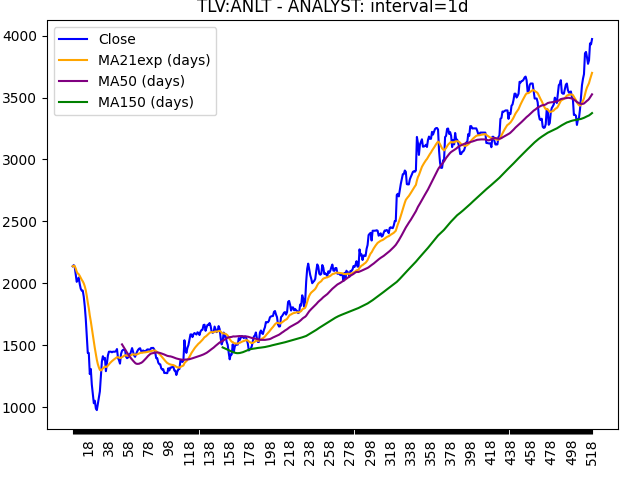 TLV:ANLT - ANALYST: interval=1d
Close
MA21exp (days)
MA50 (days)
MA150 (days)
4000
3500
3000
2500
2000
1500
1000
18 38 58 78 98 118 138 158 178 198 218 238 258 278 298 318 338 358 378 398 418 438 458 478 498 518